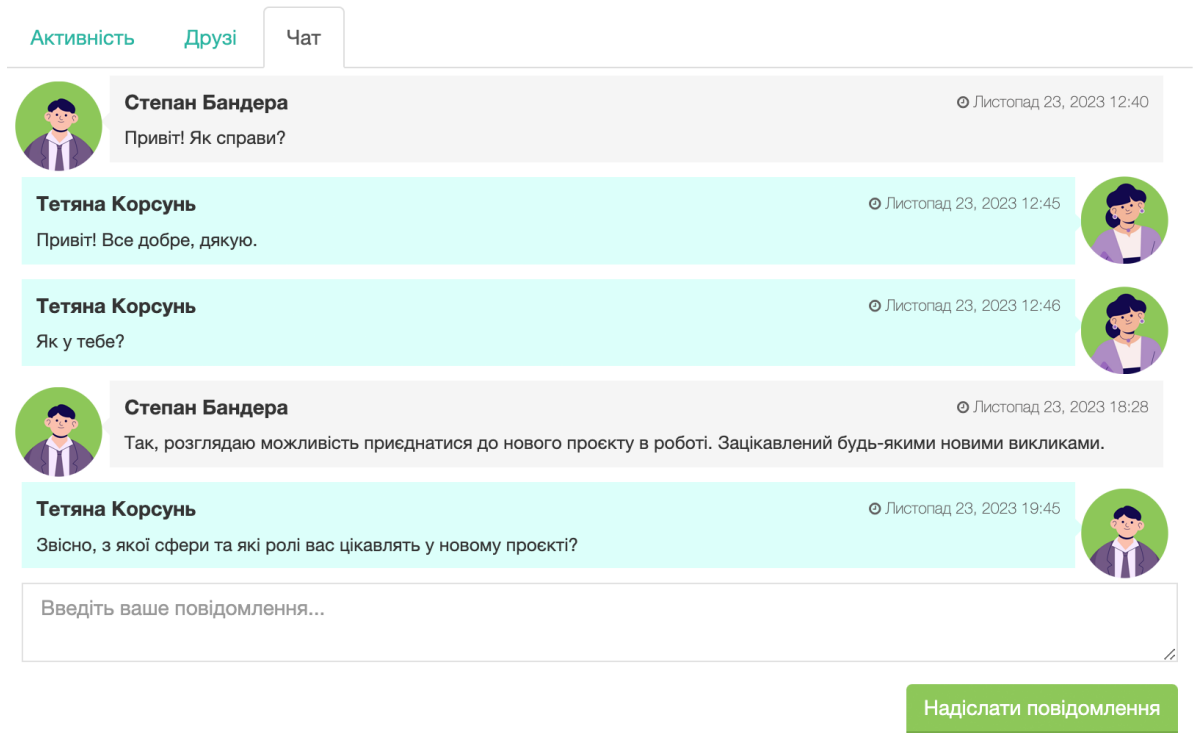 Активність Друзі Чат
Степан Бандера Листопад 23, 2023 12:40
Привіт! Як справи?
Тетяна Корсунь Листопад 23, 2023 12:45
Привіт! Все добре, дякую.
Тетяна Корсунь Листопад 23, 2023 12:46
Як у тебе?
Степан Бандера Листопад 23, 2023 18:28
Так, розглядаю можливість приєднатися до нового проєкту в роботі. Зацікавлений будь-якими новими викликами.
Тетяна Корсунь Листопад 23, 2023 19:45
Звісно, з якої сфери та які ролі вас цікавлять у новому проєкті?
Введіть ваше повідомлення...
Надіслати повідомлення